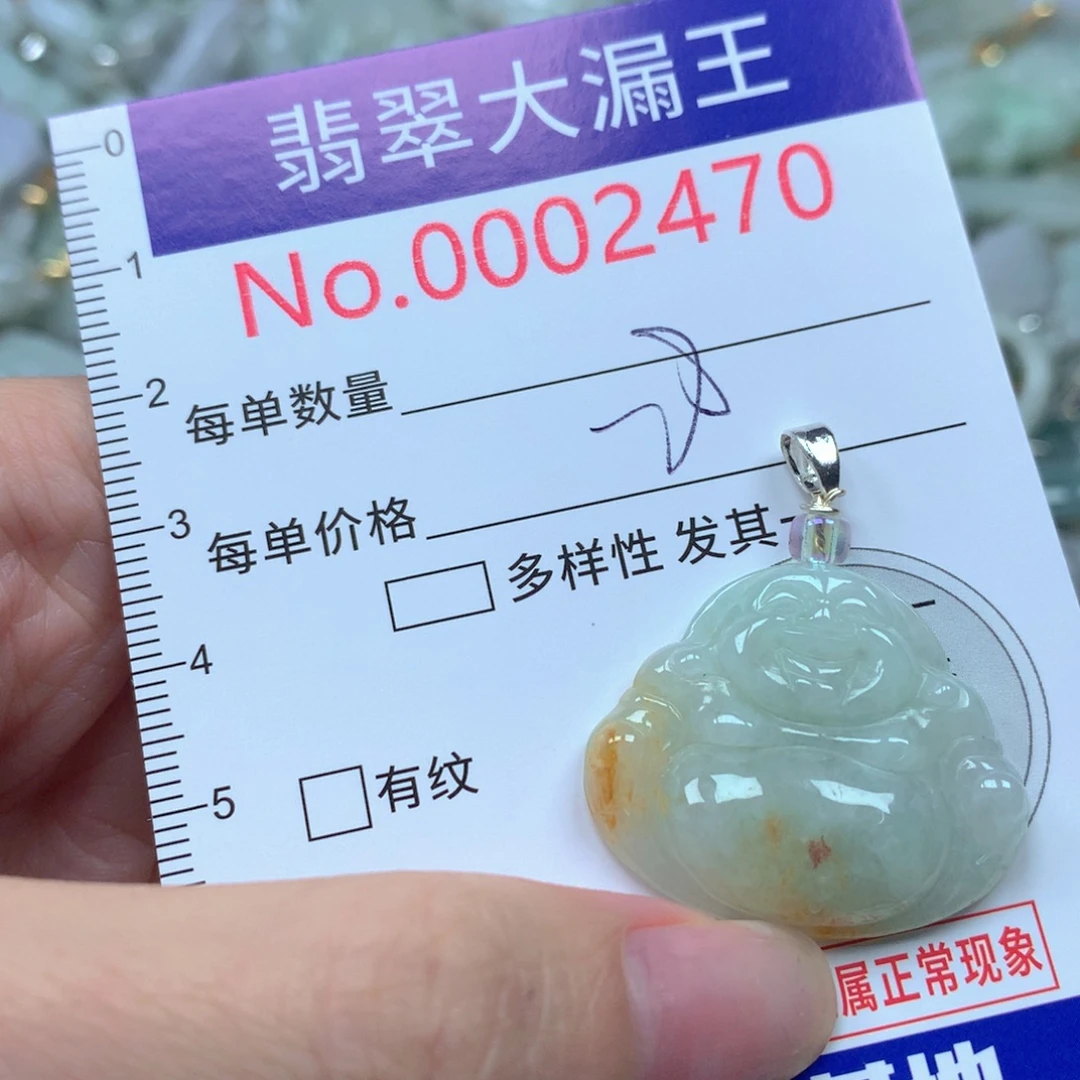 翡翠大漏王
No.0002470
0
1
2
3
4
5
每单数量
每单价格
多样性 发其
有纹
属正常现象